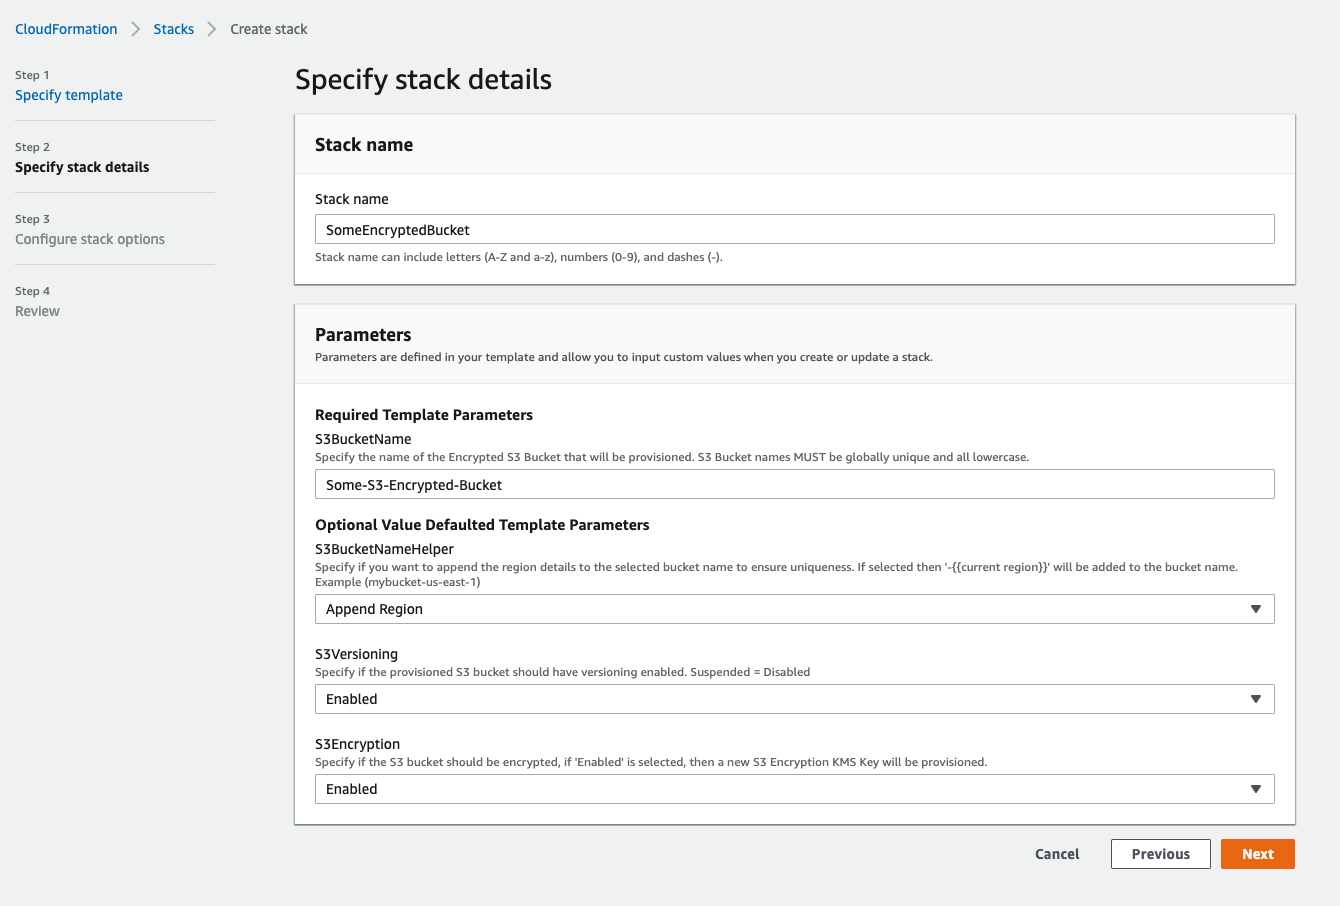 CloudFormation > Stacks > Create stack
Step 1
Specify template
Step 2
Specify stack details
Step 3
Configure stack options
Step 4
Review
Specify stack details
Stack name
Stack name
SomeEncryptedBucket
Stack name can include letters (A-Z and a-z), numbers (0-9), and dashes (-).
Parameters
Parameters are defined in your template and allow you to input custom values when you create or update a stack.
Required Template Parameters
S3BucketName
Specify the name of the Encrypted S3 Bucket that will be provisioned. S3 Bucket names MUST be globally unique and all lowercase.
Some-S3-Encrypted-Bucket
Optional Value Defaulted Template Parameters
S3BucketNameHelper
Specify if you want to append the region details to the selected bucket name to ensure uniqueness. If selected then '-{{current region}}' will be added to the bucket name.
Example (mybucket-us-east-1)
Append Region
S3Versioning
Specify if the provisioned S3 bucket should have versioning enabled. Suspended = Disabled
Enabled
S3Encryption
Specify if the S3 bucket should be encrypted, if 'Enabled' is selected, then a new S3 Encryption KMS Key will be provisioned.
Enabled
Cancel Previous Next